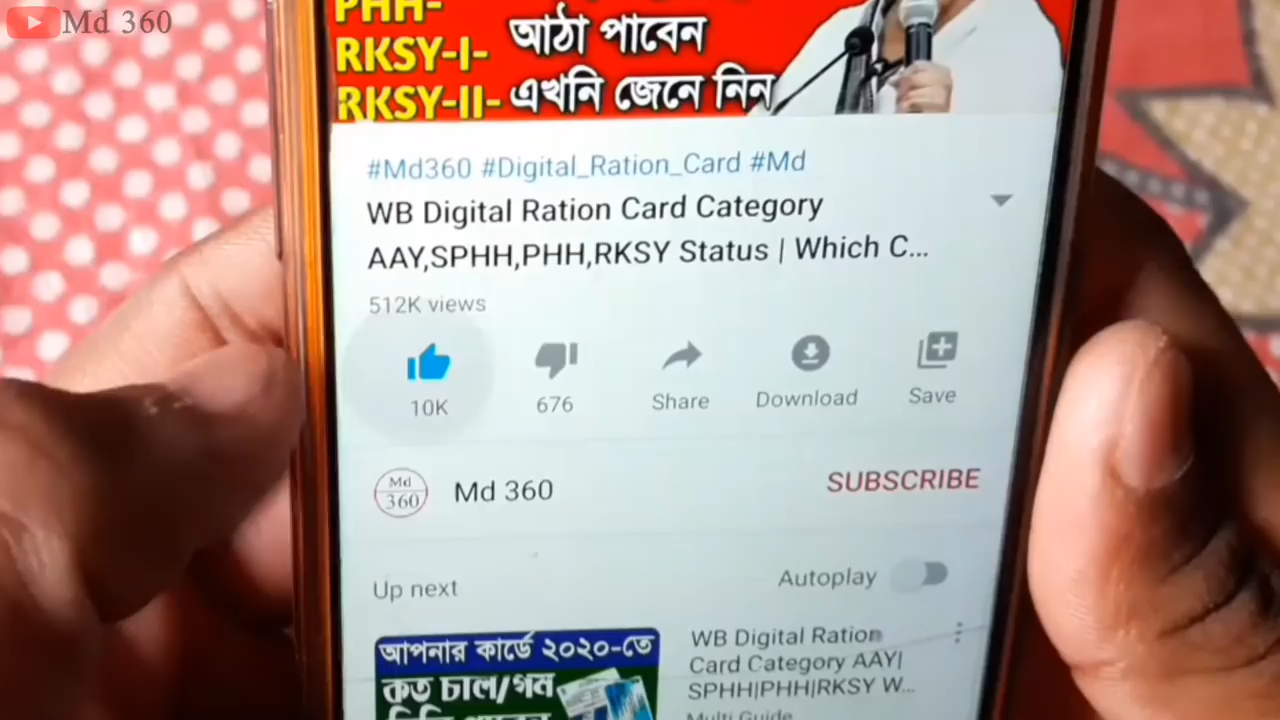 Md 360
PHH-
RKSY-I- আঠা পাবেন
RKSY-II- এখনি জেনে নিন
#Md360 #Digital_Ration_Card #Md
WB Digital Ration Card Category
AAY,SPHH,PHH,RKSY Status | Which C...
512K views
10K
676
Share
Download
Save
Md
360
Md 360
SUBSCRIBE
Up next
Autoplay
আপনার কার্ডে ২০২০-তে
কত চাল/গম
WB Digital Ration
Card Category AAY|
SPHH|PHH|RKSY W...
Multi Guide